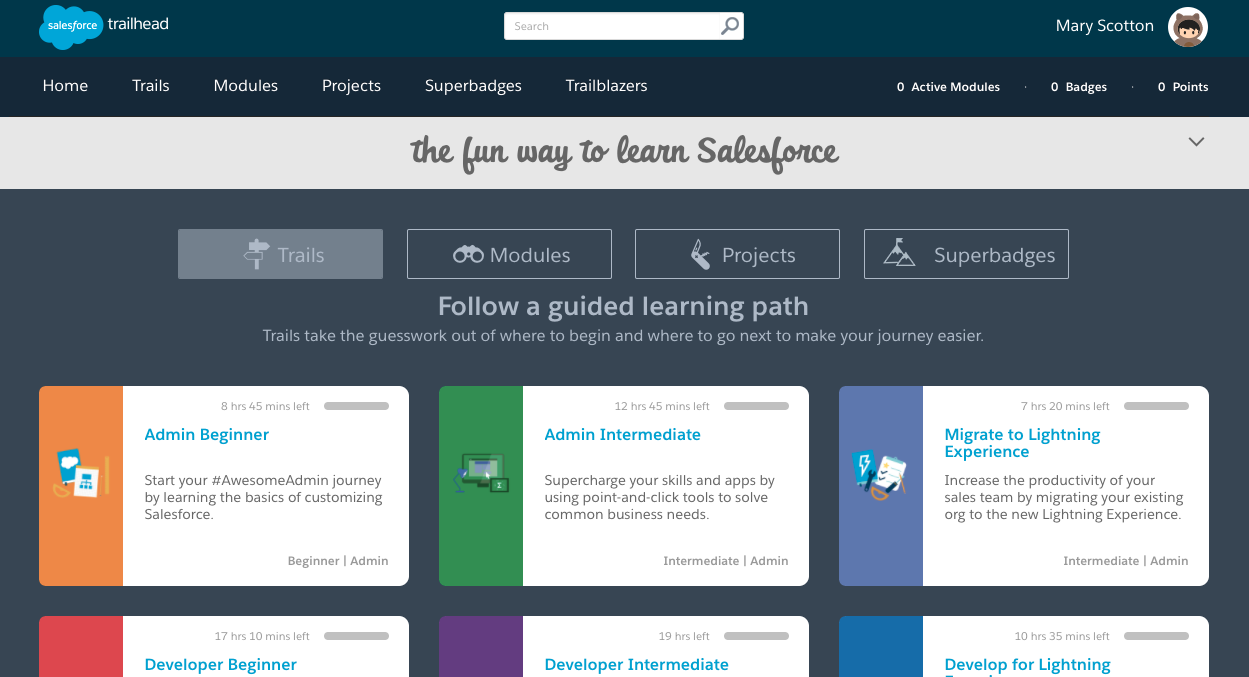 salesforce trailhead
Search
Mary Scotton
Home Trails Modules Projects Superbadges Trailblazers 0 Active Modules · 0 Badges · 0 Points
the fun way to learn Salesforce
Trails Modules Projects Superbadges
Follow a guided learning path
Trails take the guesswork out of where to begin and where to go next to make your journey easier.
8 hrs 45 mins left
Admin Beginner
Start your #AwesomeAdmin journey
by learning the basics of customizing
Salesforce.
Beginner | Admin
12 hrs 45 mins left
Admin Intermediate
Supercharge your skills and apps by
using point-and-click tools to solve
common business needs.
Intermediate | Admin
7 hrs 20 mins left
Migrate to Lightning
Experience
Increase the productivity of your
sales team by migrating your existing
org to the new Lightning Experience.
Intermediate | Admin
17 hrs 10 mins left
Developer Beginner
19 hrs left
Developer Intermediate
10 hrs 35 mins left
Develop for Lightning